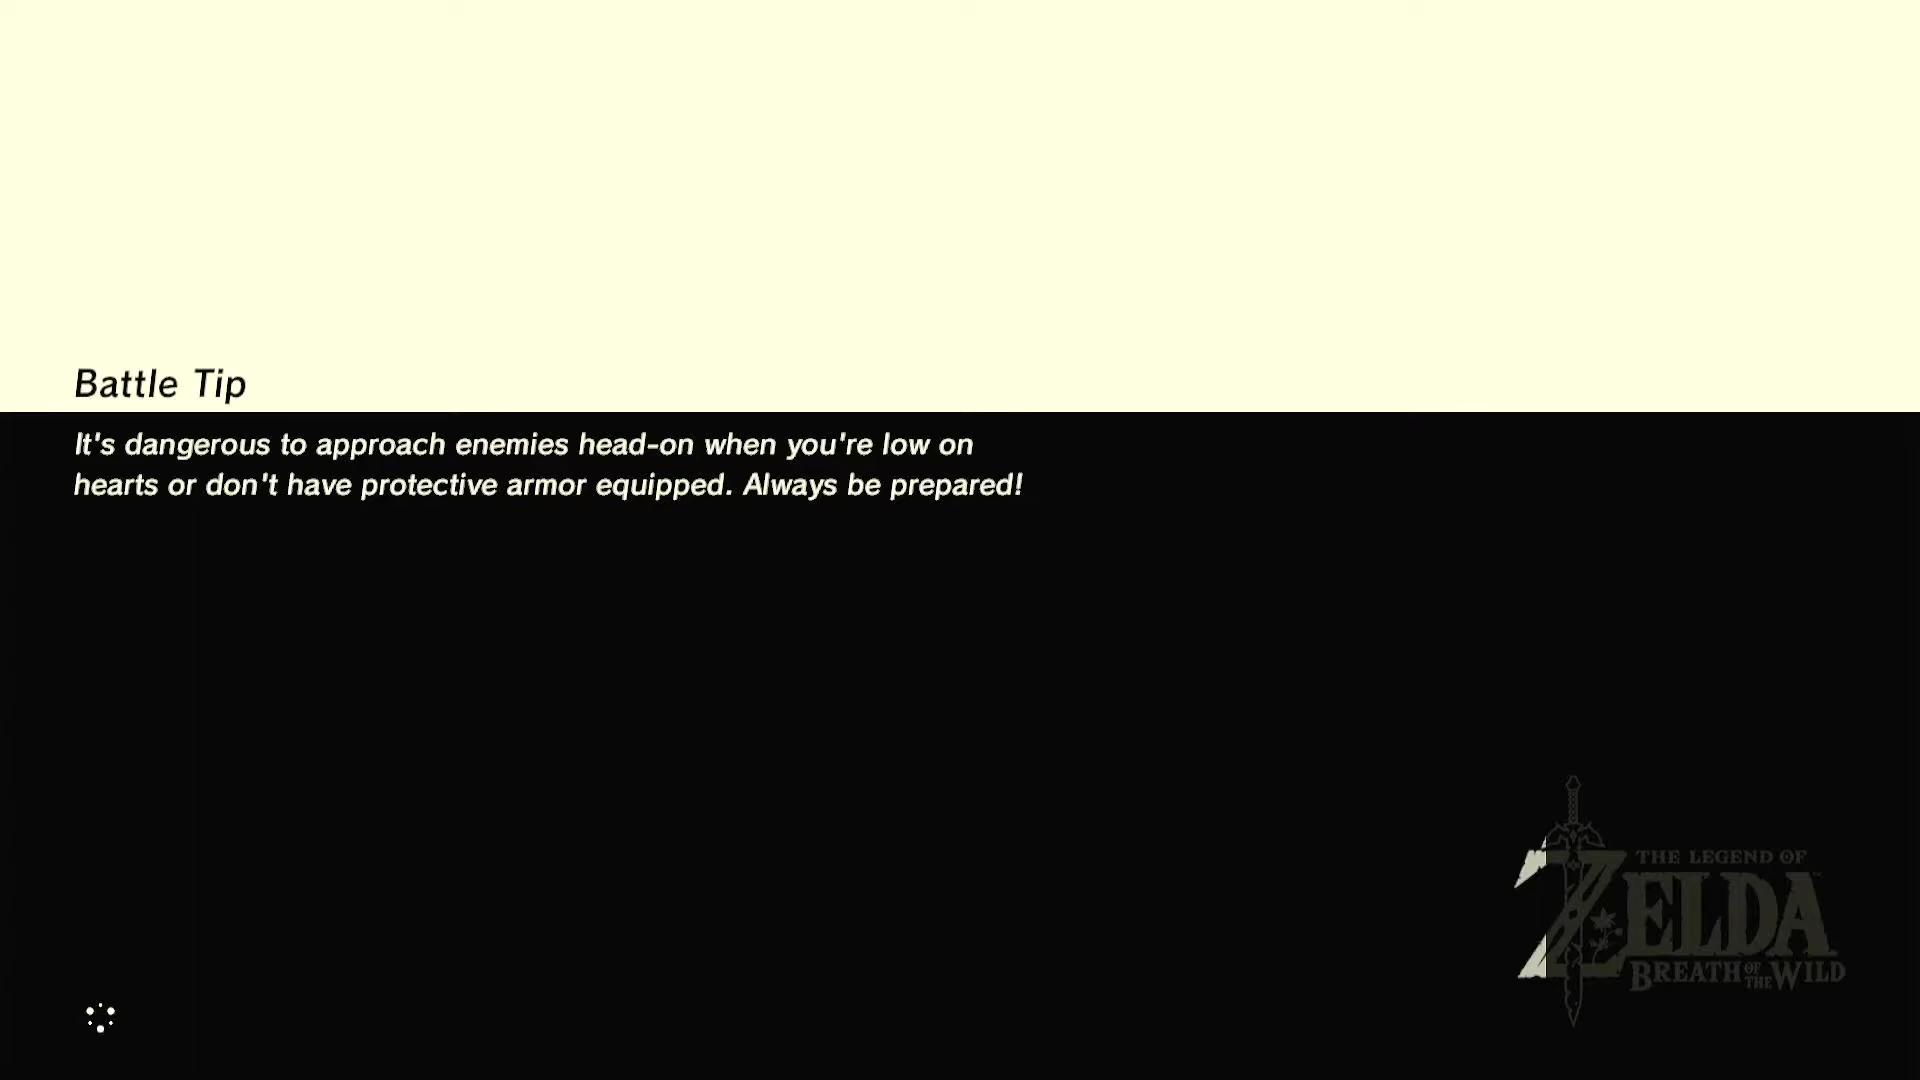 Battle Tip
It's dangerous to approach enemies head-on when you're low on
hearts or don't have protective armor equipped. Always be prepared!
THE LEGEND OF
ZELDA
BREATH OF THE WILD